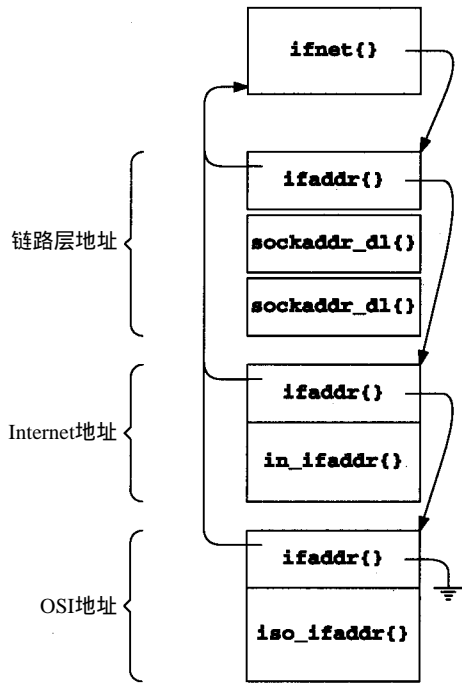 ifnet{}
链路层地址
ifaddr{}
sockaddr_dl{}
sockaddr_dl{}
Internet地址
ifaddr{}
in_ifaddr{}
OSI地址
ifaddr{}
iso_ifaddr{}